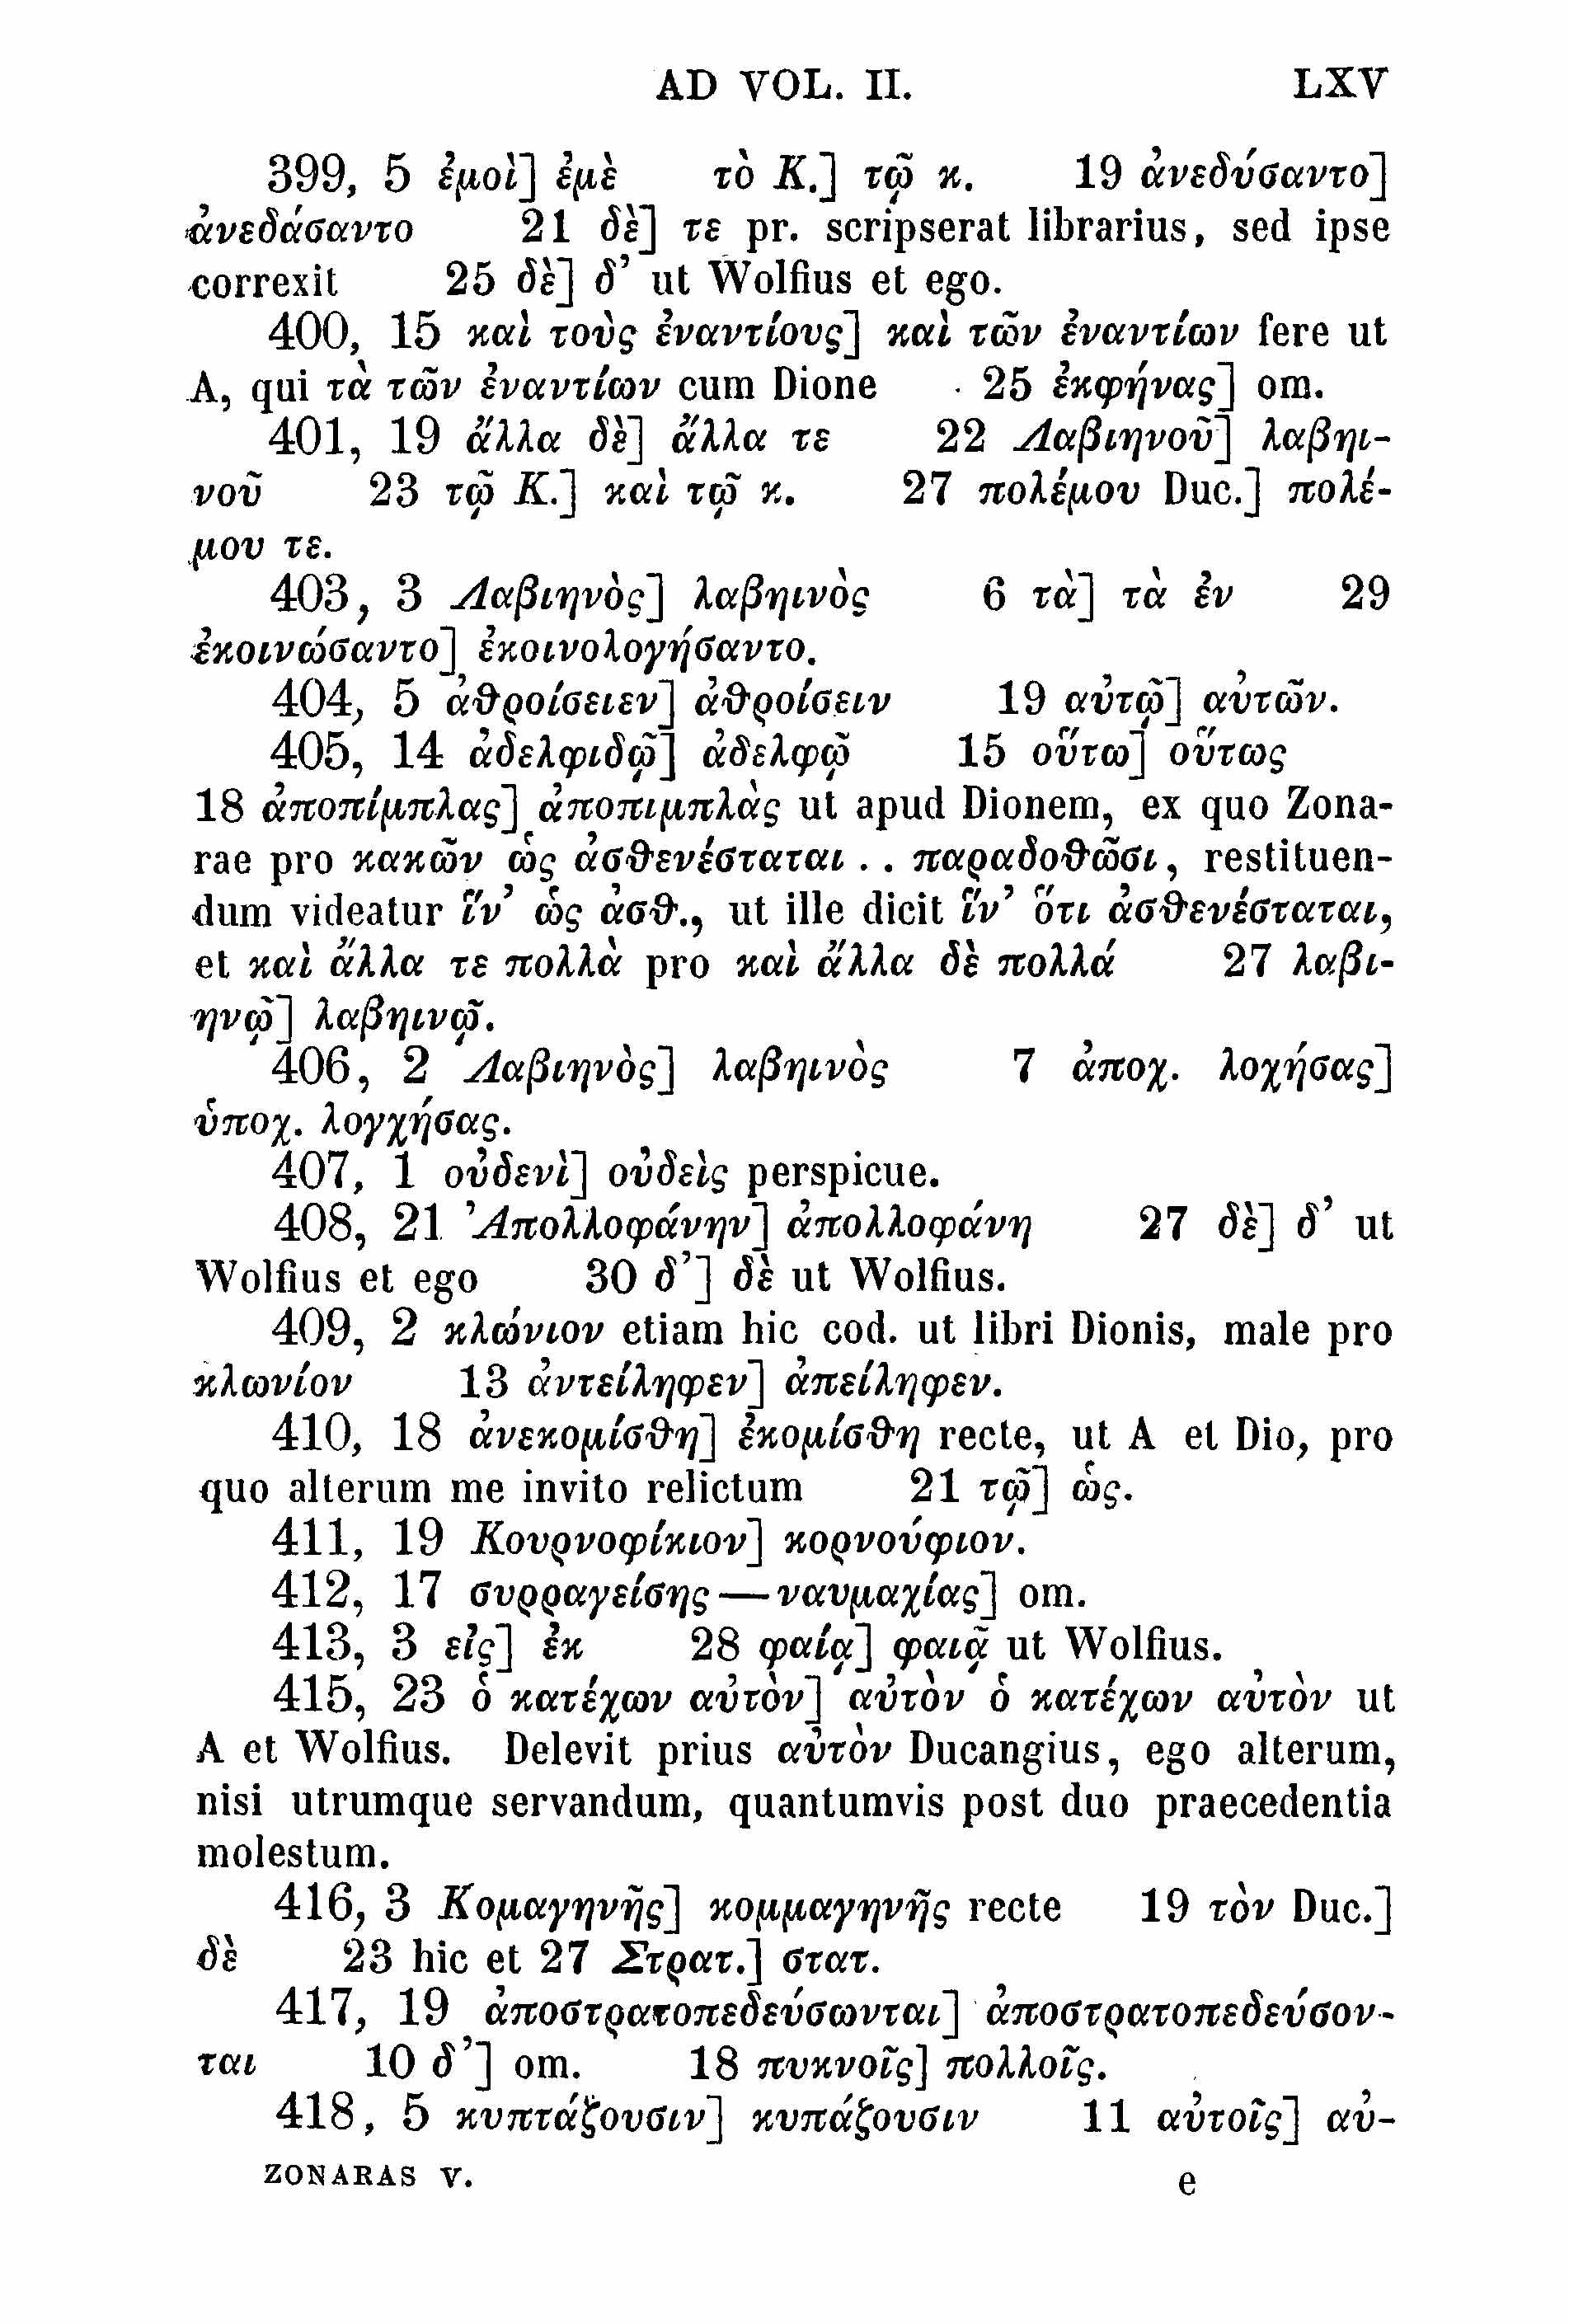 AD VOL. II. LXV
399, 5 ἐμοὶ] ἐμὲ τὸ Κ.] τῷ κ. 19 ἀνεδύσαντο]
ἀνεδάσαντο 21 δὲ] τε pr. scripserat librarius, sed ipse
correxit 25 δὲ] δ’ ut Wolfius et ego.
400, 15 καὶ τοὺς ἐναντίους] καὶ τῶν ἐναντίων fere ut
A, qui τὰ τῶν ἐναντίων cum Dione 25 ἐκφήνας] om.
401, 19 ἄλλα δὲ] ἄλλα τε 22 Λαβιηνοῦ] λαβηι-
νοῦ 23 τῷ Κ.] καὶ τῷ κ. 27 πολέμου Duc.] πολέ-
μου τε.
403, 3 Λαβιηνὸς] λαβηινὸς 6 τὰ] τὰ ἐν 29
ἐκοινώσαντο] ἐκοινολογήσαντο.
404, 5 ἀθροίσειεν] ἀθροίσειν 19 αὐτῷ] αὐτῶν.
405, 14 ἀδελφιδῷ] ἀδελφῷ 15 οὕτω] οὕτως
18 ἀποπίμπλας] ἀποπιμπλὰς ut apud Dionem, ex quo Zona-
rae pro κακῶν ὡς ἀσθενέσταται . . παραδοθῶσι, restituen-
dum videatur ἵν’ ὡς ἀσθ., ut ille dicit ἵν’ ὅτι ἀσθενέσταται,
et καὶ ἄλλα τε πολλὰ pro καὶ ἄλλα δὲ πολλά 27 λαβι-
ηνῷ] λαβηινῷ.
406, 2 Λαβιηνὸς] λαβηινὸς 7 ἀποχ. λοχήσας]
ὑποχ. λογχήσας.
407, 1 οὐδενὶ] οὐδεὶς perspicue.
408, 21 Ἀπολλοφάνην] ἀπολλοφάνη 27 δὲ] δ’ ut
Wolfius et ego 30 δ’] δὲ ut Wolfius.
409, 2 κλώνιον etiam hic cod. ut libri Dionis, male pro
κλωνίον 13 ἀντείληφεν] ἀπείληφεν.
410, 18 ἀνεκομίσθη] ἐκομίσθη recte, ut A et Dio, pro
quo alterum me invito relictum 21 τῷ] ὡς.
411, 19 Κουρνοφίκιον] κορνούφιον.
412, 17 συρραγείσης — ναυμαχίας] om.
413, 3 εἰς] ἐκ 28 φαίᾳ] φαιᾷ ut Wolfius.
415, 23 ὁ κατέχων αὐτὸν] αὐτὸν ὁ κατέχων αὐτὸν ut
A et Wolfius. Delevit prius αὐτὸν Ducangius, ego alterum,
nisi utrumque servandum, quantumvis post duo praecedentia
molestum.
416, 3 Κομαγηνῆς] κομμαγηνῆς recte 19 τὸν Duc.]
δὲ 23 hic et 27 Στρατ.] στατ.
417, 19 ἀποστρατοπεδεύσωνται] ἀποστρατοπεδεύσον-
ται 10 δ’] om. 18 πυκνοῖς] πολλοῖς.
418, 5 κυπτάζουσιν] κυπάζουσιν 11 αὐτοῖς] αὐ-
ZONARAS V. e